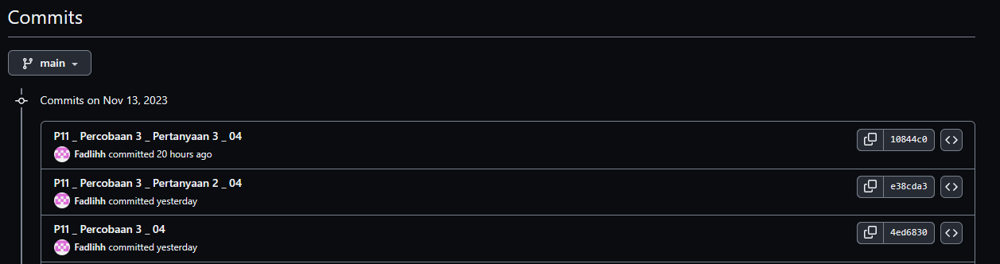 Commits
main
Commits on Nov 13, 2023
P11 _ Percobaan 3 _ Pertanyaan 3 _ 04
10844c0
Fadlihh committed 20 hours ago
P11 _ Percobaan 3 _ Pertanyaan 2 _ 04
e38cda3
Fadlihh committed yesterday
P11 _ Percobaan 3 _ 04
4ed6830
Fadlihh committed yesterday